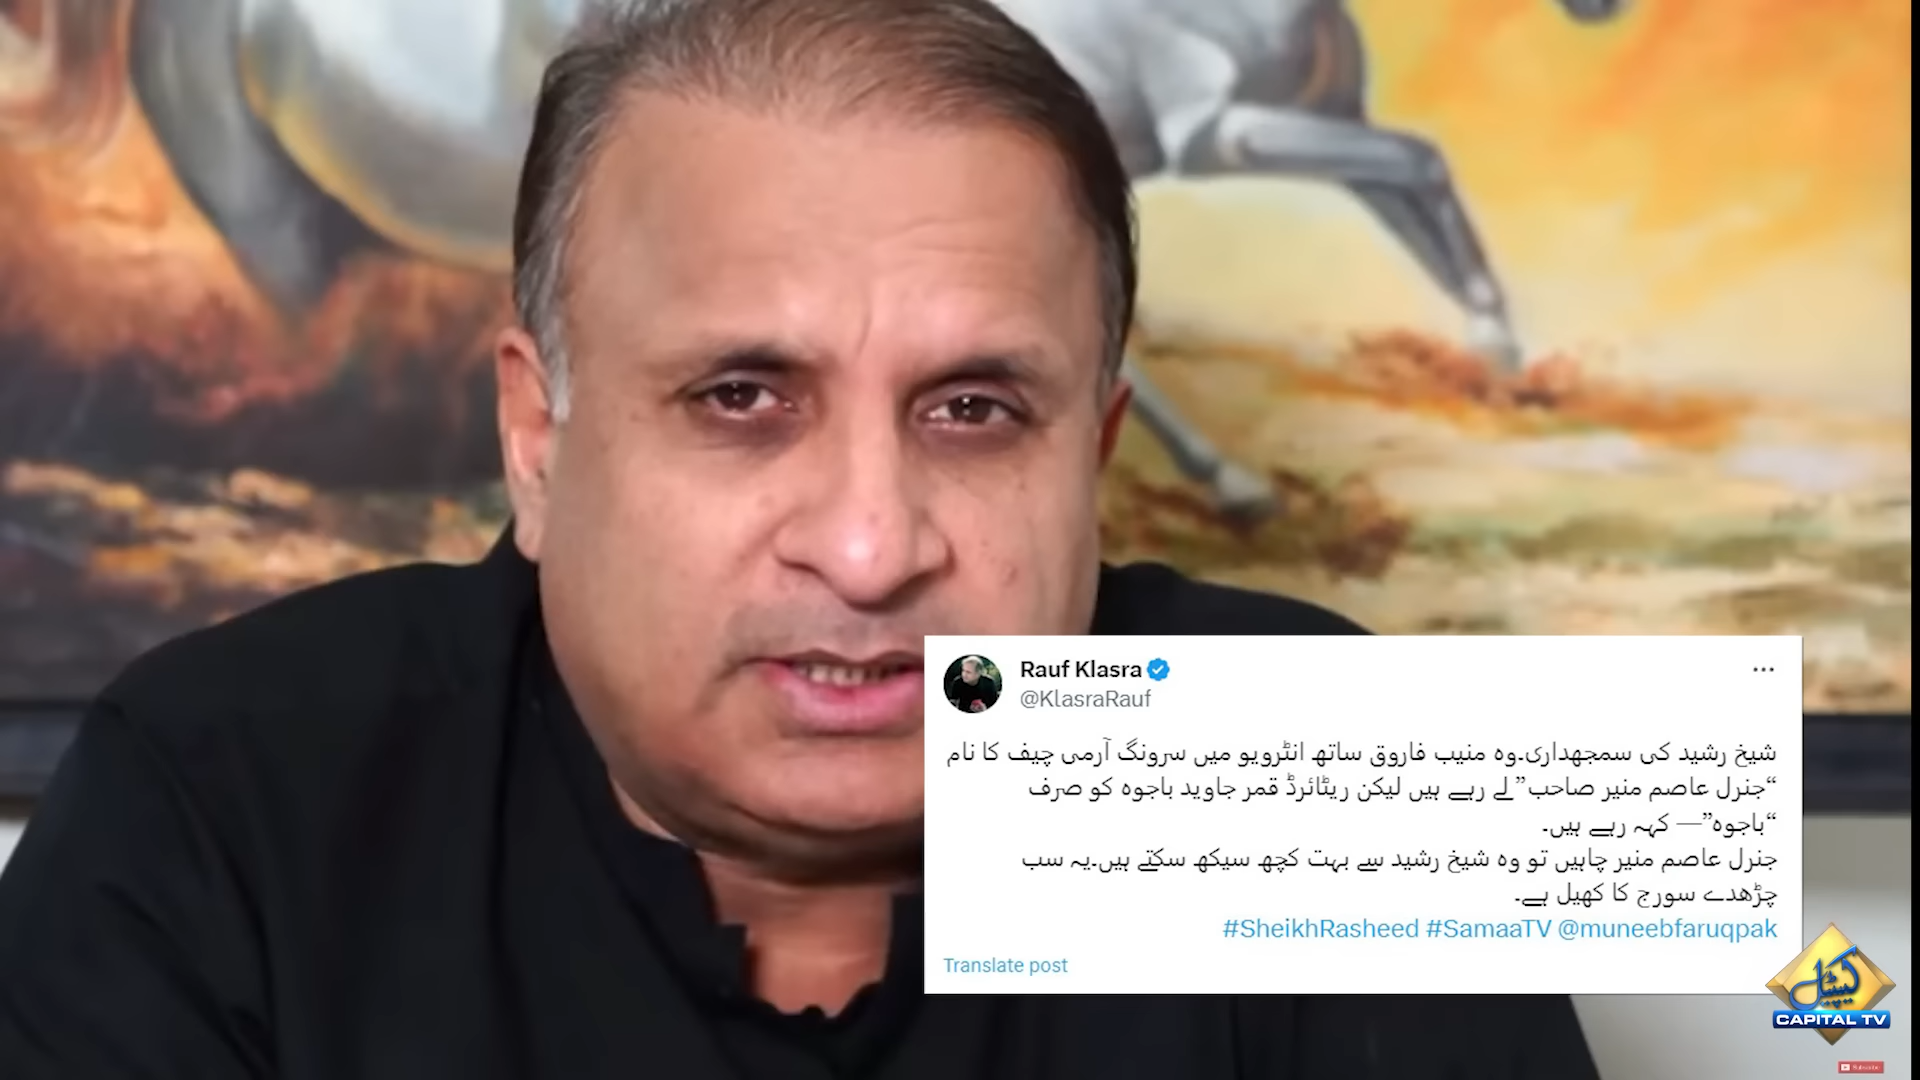 Rauf Klasra
@KlasraRauf
شیخ رشید کی سمجھداری۔وہ منیب فاروق ساتھ انٹرویو میں سرونگ آرمی چیف کا نام
“جنرل عاصم منیر صاحب” لے رہے ہیں لیکن ریٹائرڈ قمر جاوید باجوہ کو صرف
“باجوہ”— کہہ رہے ہیں۔
جنرل عاصم منیر چاہیں تو وہ شیخ رشید سے بہت کچھ سیکھ سکتے ہیں۔یہ سب
چڑھدے سورج کا کھیل ہے۔
#SheikhRasheed #SamaaTV @muneebfaruqpak
Translate post
کیپیٹل
CAPITAL TV
Subscribe